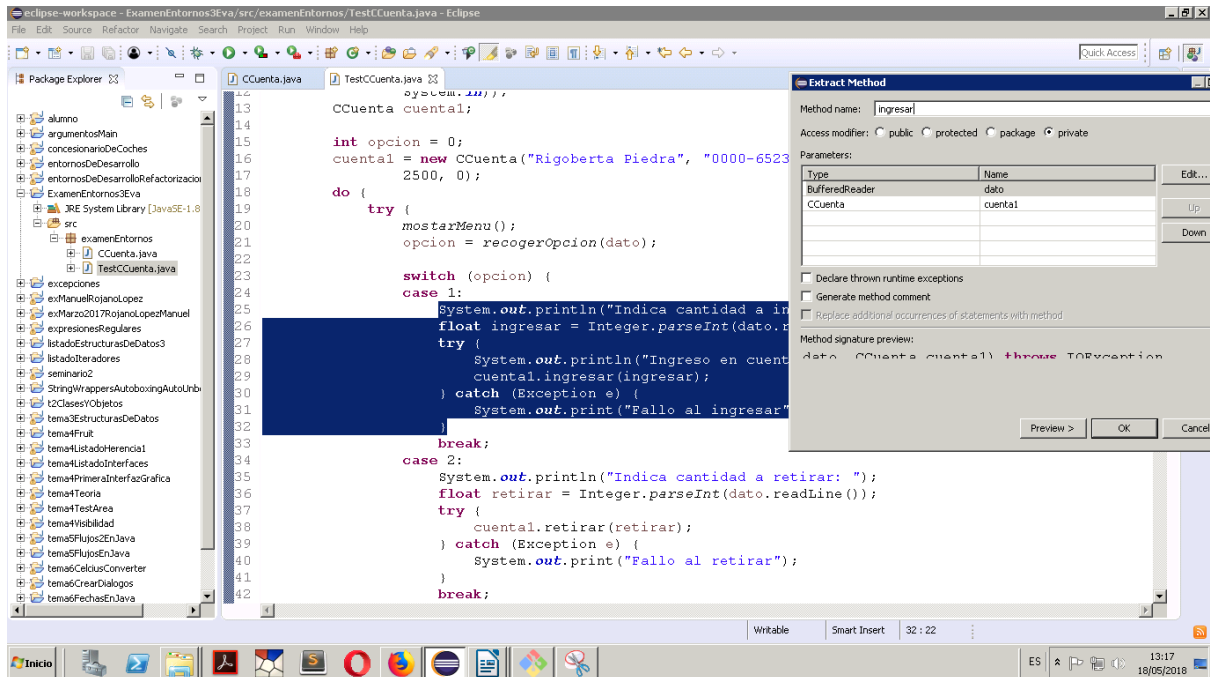 eclipse-workspace - ExamenEntornos3Eva/src/examenEntornos/TestCCuenta.java - Eclipse
File Edit Source Refactor Navigate Search Project Run Window Help
Quick Access
Package Explorer
alumno
argumentosMain
concesionarioDeCoches
entornosDeDesarrollo
entornosDeDesarrolloRefactorizacion
ExamenEntornos3Eva
JRE System Library [JavaSE-1.8
src
examenEntornos
CCuenta.java
TestCCuenta.java
excepciones
exManuelRojanoLopez
exMarzo2017RojanoLopezManuel
expresionesRegulares
listadoEstructurasDeDatos3
listadoIteradores
seminario2
StringWrappersAutoboxingAutoUnb
t2ClasesYObjetos
tema3EstructurasDeDatos
tema4Fruit
tema4ListadoHerencia1
tema4ListadoInterfaces
tema4PrimeraInterfazGrafica
tema4Teoria
tema4TestArea
tema4Visibilidad
tema5Flujos2EnJava
tema5FlujosEnJava
tema6CelciusConverter
tema6CrearDialogos
tema6FechasEnJava
CCuenta.java TestCCuenta.java
12 System.in));
13 CCuenta cuenta1;
14
15 int opcion = 0;
16 cuenta1 = new CCuenta("Rigoberta Piedra", "0000-6523
17 2500, 0);
18 do {
19 try {
20 mostarMenu();
21 opcion = recogerOpcion(dato);
22
23 switch (opcion) {
24 case 1:
25 System.out.println("Indica cantidad a in
26 float ingresar = Integer.parseInt(dato.r
27 try {
28 System.out.println("Ingreso en cuent
29 cuenta1.ingresar(ingresar);
30 } catch (Exception e) {
31 System.out.print("Fallo al ingresar"
32 }
33 break;
34 case 2:
35 System.out.println("Indica cantidad a retirar: ");
36 float retirar = Integer.parseInt(dato.readLine());
37 try {
38 cuenta1.retirar(retirar);
39 } catch (Exception e) {
40 System.out.print("Fallo al retirar");
41 }
42 break;
Extract Method
Method name: ingresar
Access modifier: public protected package private
Parameters:
Type Name
BufferedReader dato
CCuenta cuenta1
Edit...
Up
Down
Declare thrown runtime exceptions
Generate method comment
Replace additional occurrences of statements with method
Method signature preview:
dato, CCuenta cuenta1) throws IOException
Preview > OK Cancel
Writable Smart Insert 32 : 22
Inicio
ES
13:17
18/05/2018